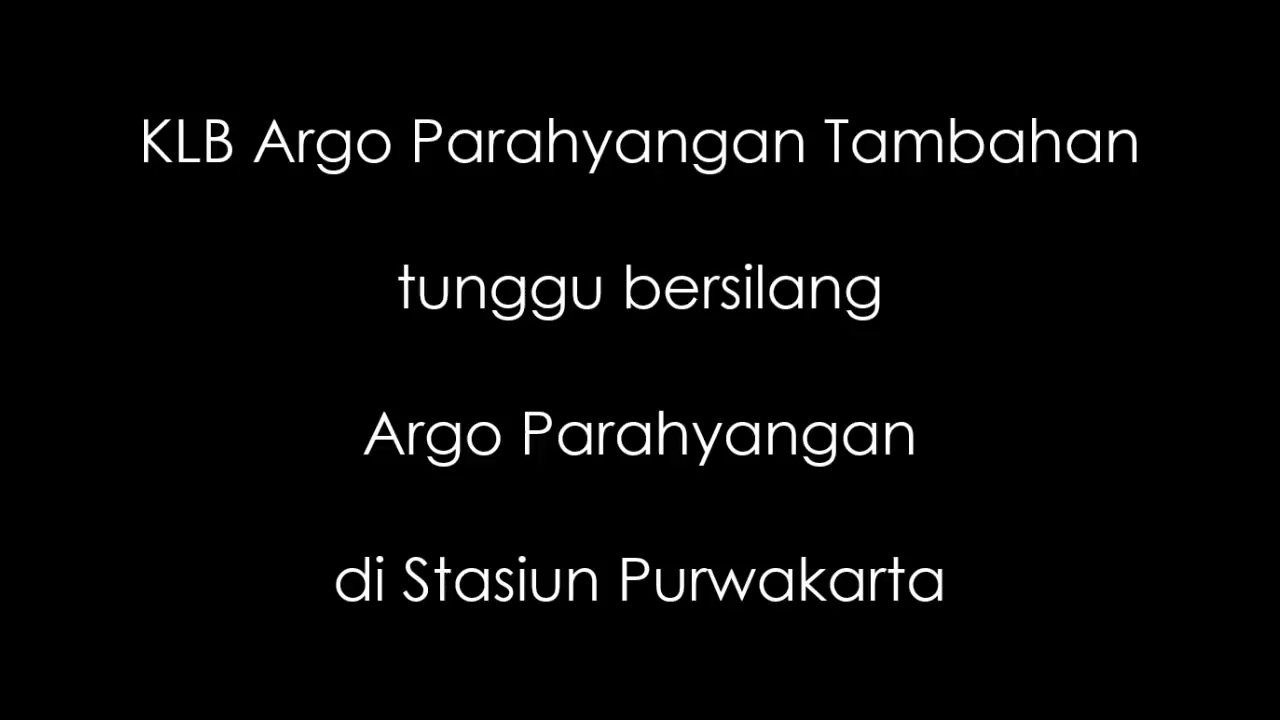 KLB Argo Parahyangan Tambahan
tunggu bersilang
Argo Parahyangan
di Stasiun Purwakarta